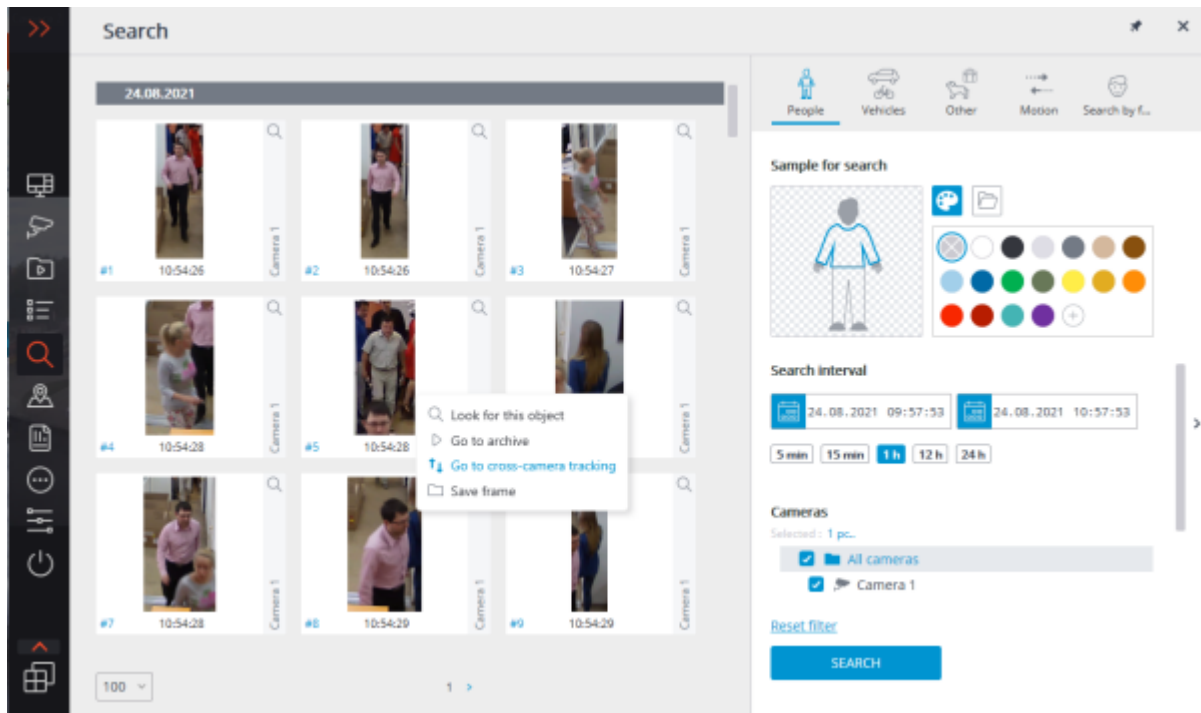 Search
24.08.2021
Camera 1
#1 10:54:26
Camera 1
#2 10:54:26
Camera 1
#3 10:54:27
Camera 1
#4 10:54:28
Camera 1
#5 10:54:28
Camera 1
Look for this object
Go to archive
Go to cross-camera tracking
Save frame
Camera 1
#7 10:54:28
Camera 1
#8 10:54:29
Camera 1
#9 10:54:29
100
1
People
Vehicles
Other
Motion
Search by f...
Sample for search
Search interval
24.08.2021 09:57:53
24.08.2021 10:57:53
5 min
15 min
1 h
12 h
24 h
Cameras
Selected : 1 pc..
All cameras
Camera 1
Reset filter
SEARCH